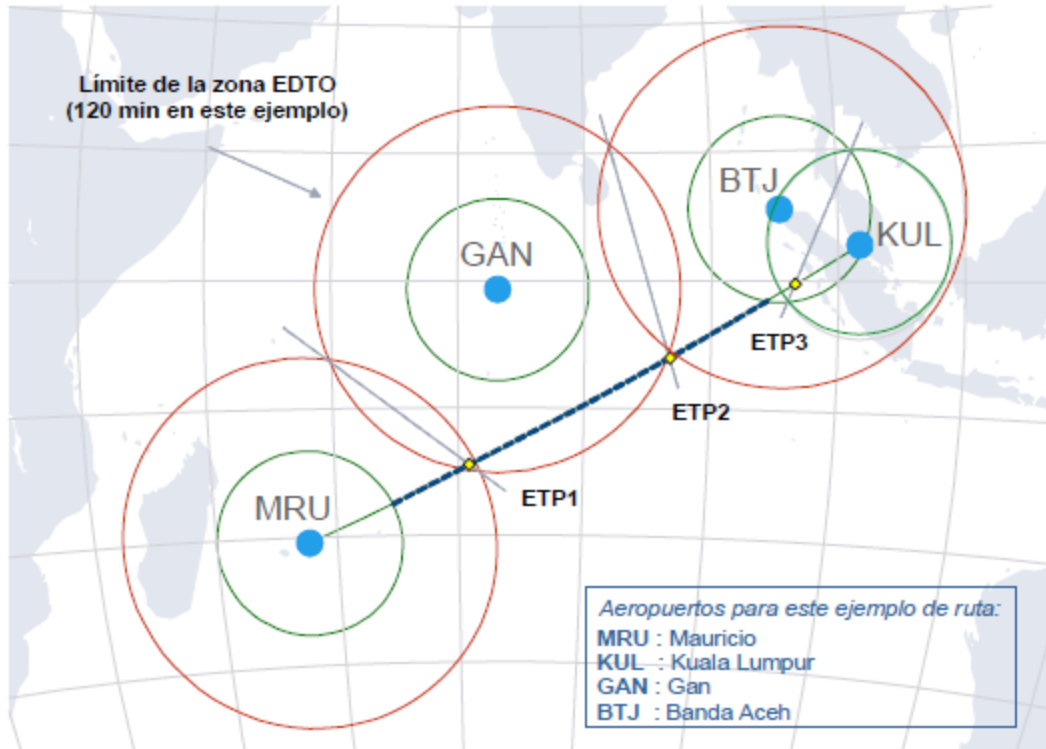 Límite de la zona EDTO
(120 min en este ejemplo)
BTJ
KUL
GAN
ETP3
ETP2
ETP1
MRU
Aeropuertos para este ejemplo de ruta:
MRU : Mauricio
KUL : Kuala Lumpur
GAN : Gan
BTJ : Banda Aceh